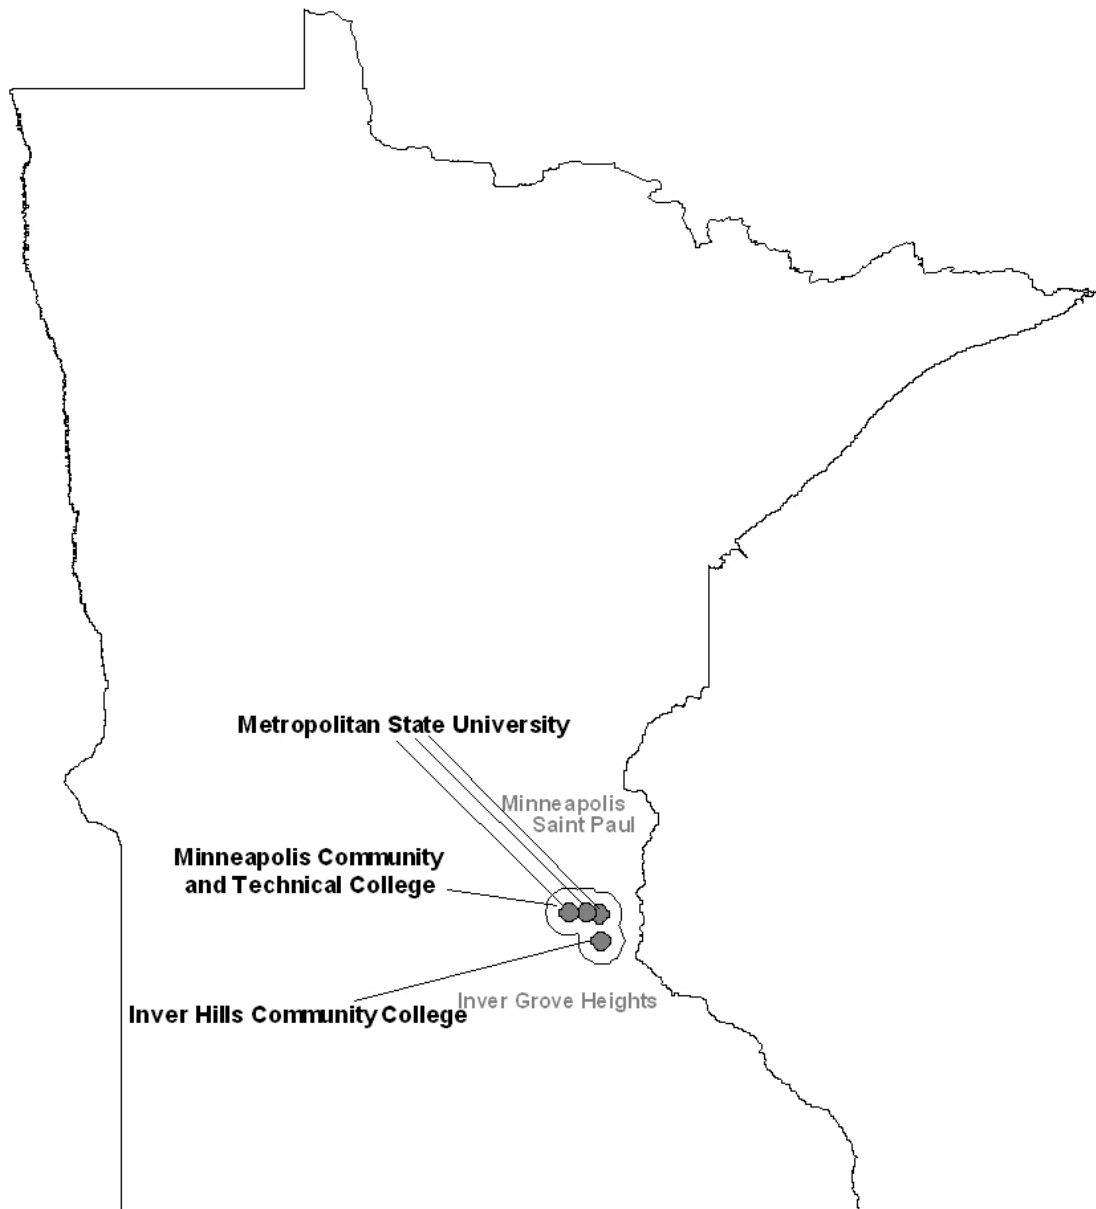 Metropolitan State University
Minneapolis
Saint Paul
Minneapolis Community
and Technical College
Inver Grove Heights
Inver Hills Community College